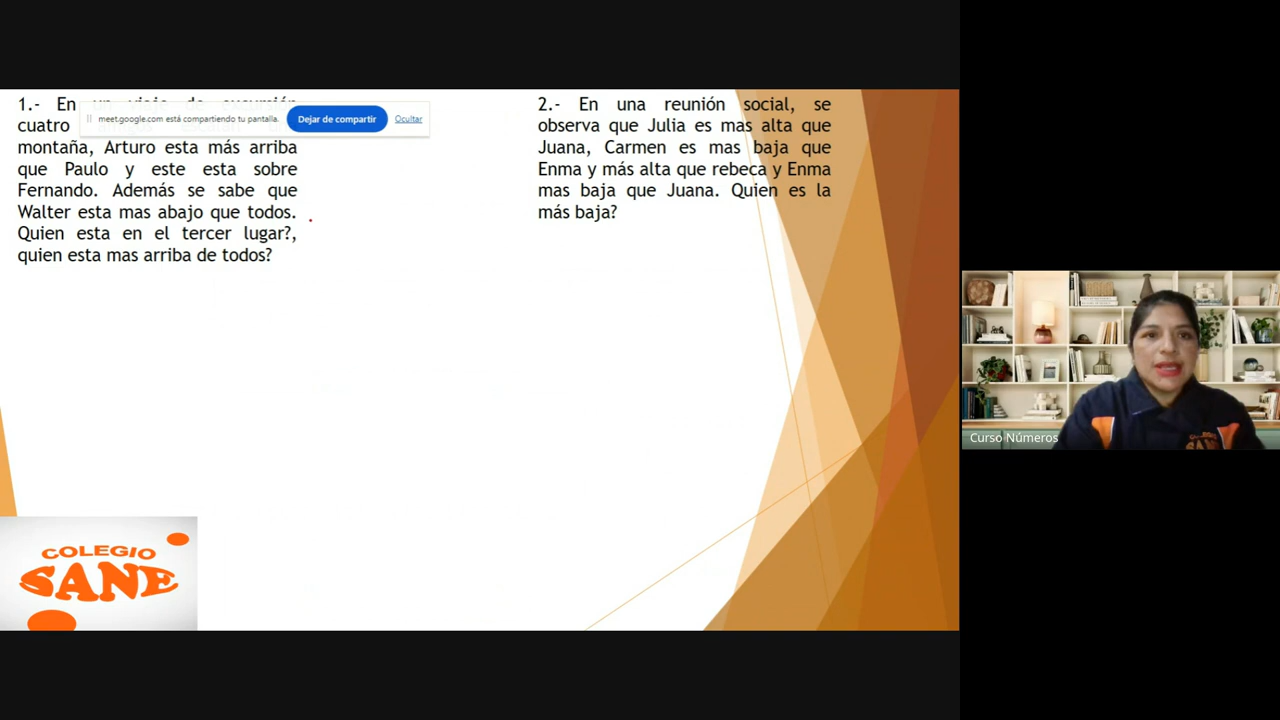 1.- En un viaje de excursión
cuatro
meet.google.com está compartiendo tu pantalla.
Dejar de compartir
Ocultar
montaña, Arturo esta más arriba
que Paulo y este esta sobre
Fernando. Además se sabe que
Walter esta mas abajo que todos.
Quien esta en el tercer lugar?,
quien esta mas arriba de todos?
2.- En una reunión social, se
observa que Julia es mas alta que
Juana, Carmen es mas baja que
Enma y más alta que rebeca y Enma
mas baja que Juana. Quien es la
más baja?
COLEGIO
SANE
Curso Números